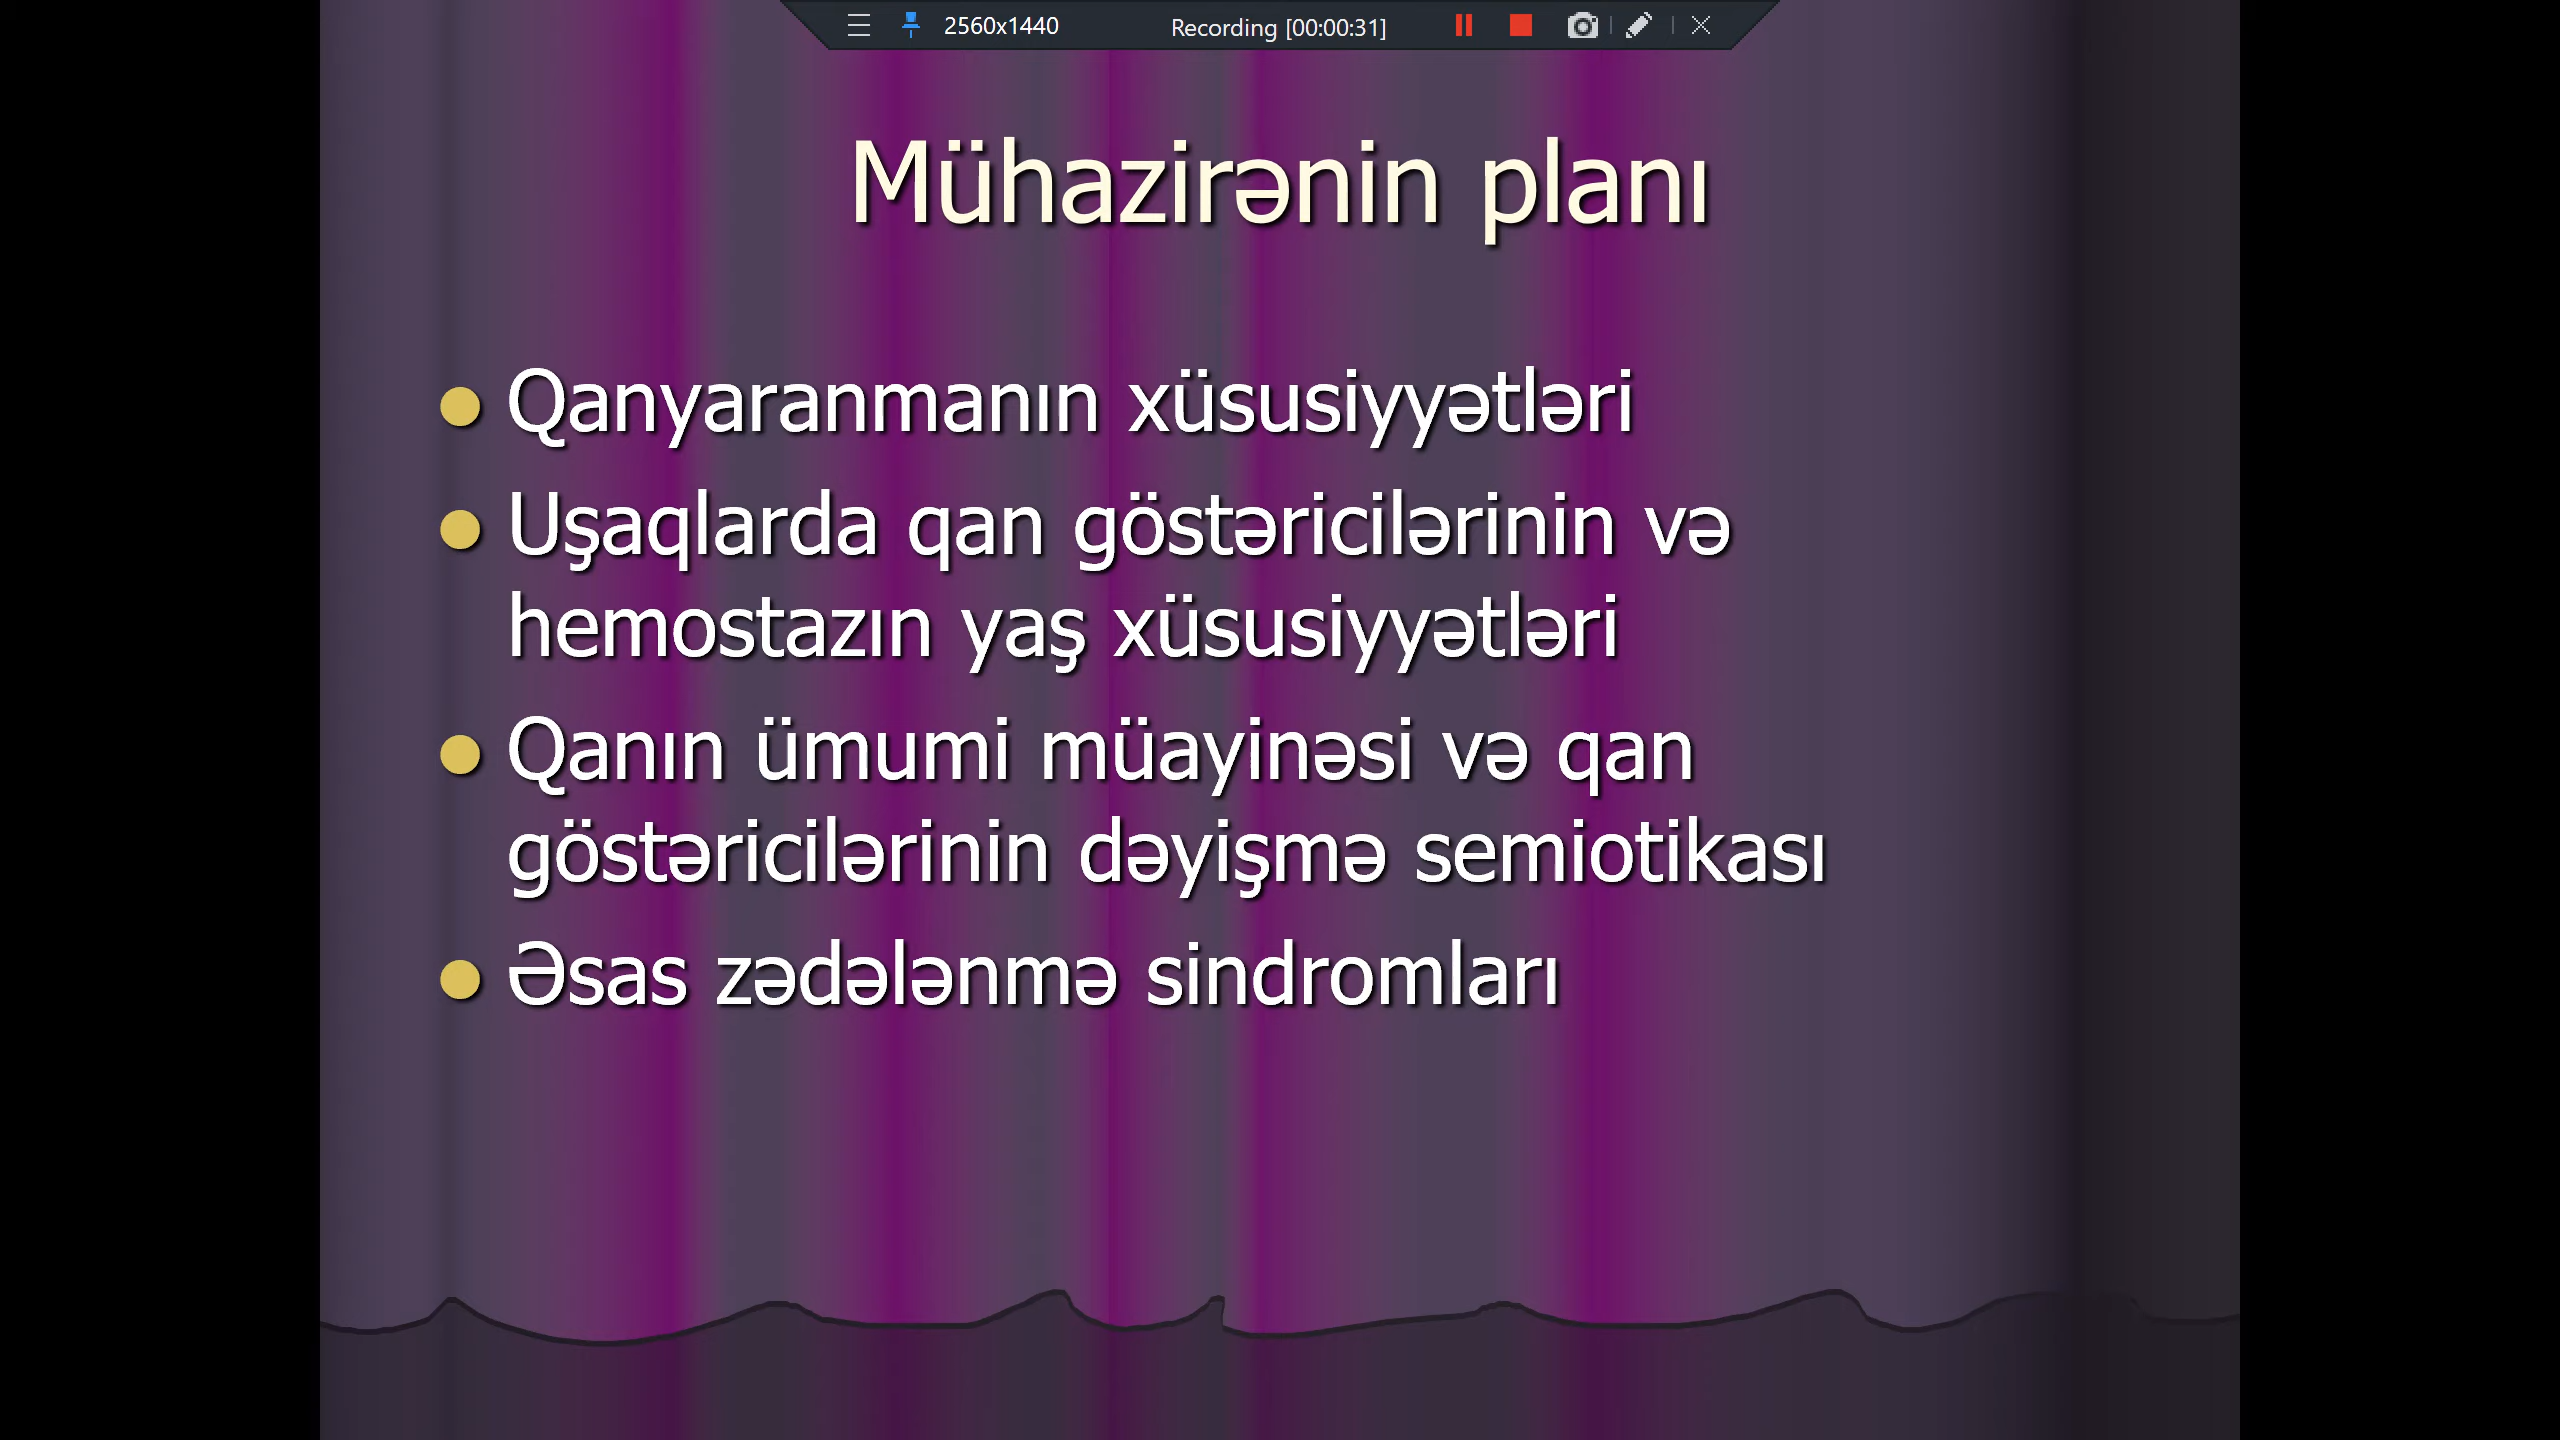 2560x1440 Recording [00:00:31]
Mühazirənin planı
Qanyaranmanın xüsusiyyətləri
Uşaqlarda qan göstəricilərinin və
hemostazın yaş xüsusiyyətləri
Qanın ümumi müayinəsi və qan
göstəricilərinin dəyişmə semiotikası
Əsas zədələnmə sindromları